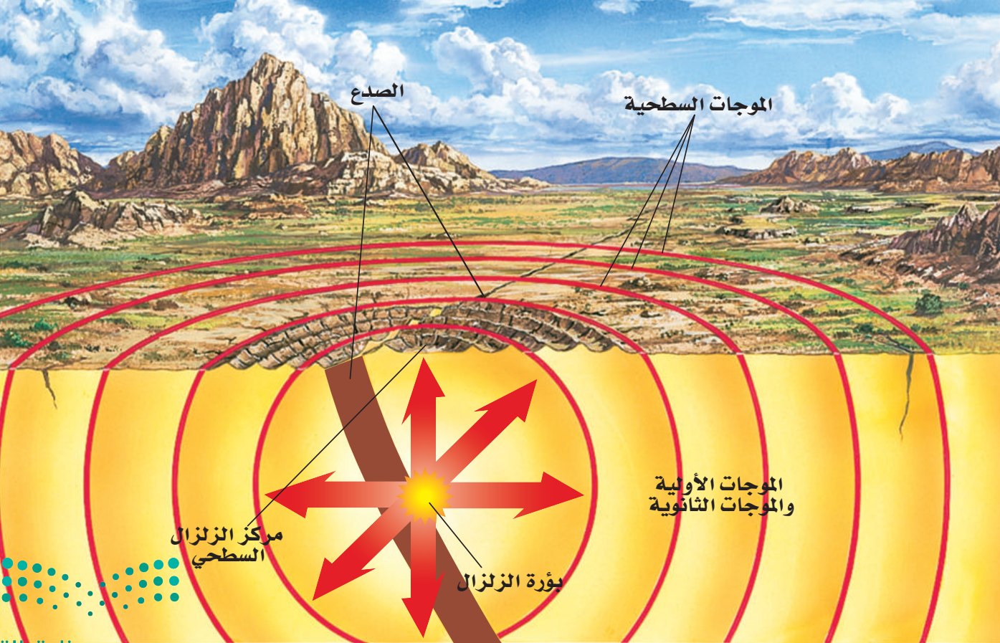 الصدع
الموجات السطحية
الموجات الأولية
والموجات الثانوية
مركز الزلزال
السطحي
بؤرة الزلزال